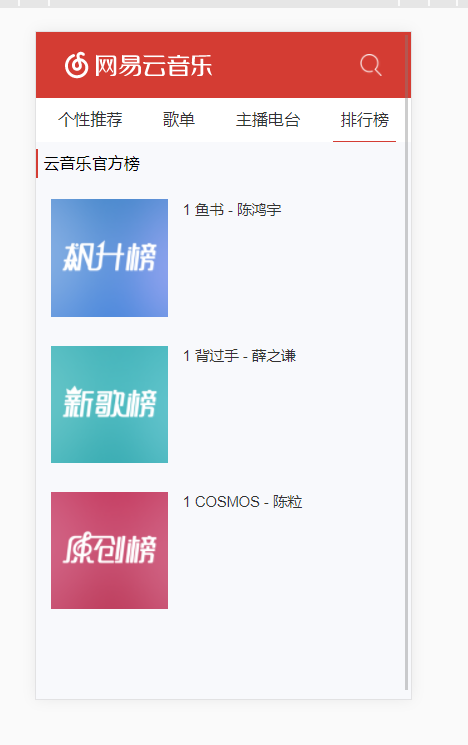 网易云音乐
个性推荐 歌单 主播电台 排行榜
云音乐官方榜
飙升榜
1 鱼书 - 陈鸿宇
新歌榜
1 背过手 - 薛之谦
原创榜
1 COSMOS - 陈粒